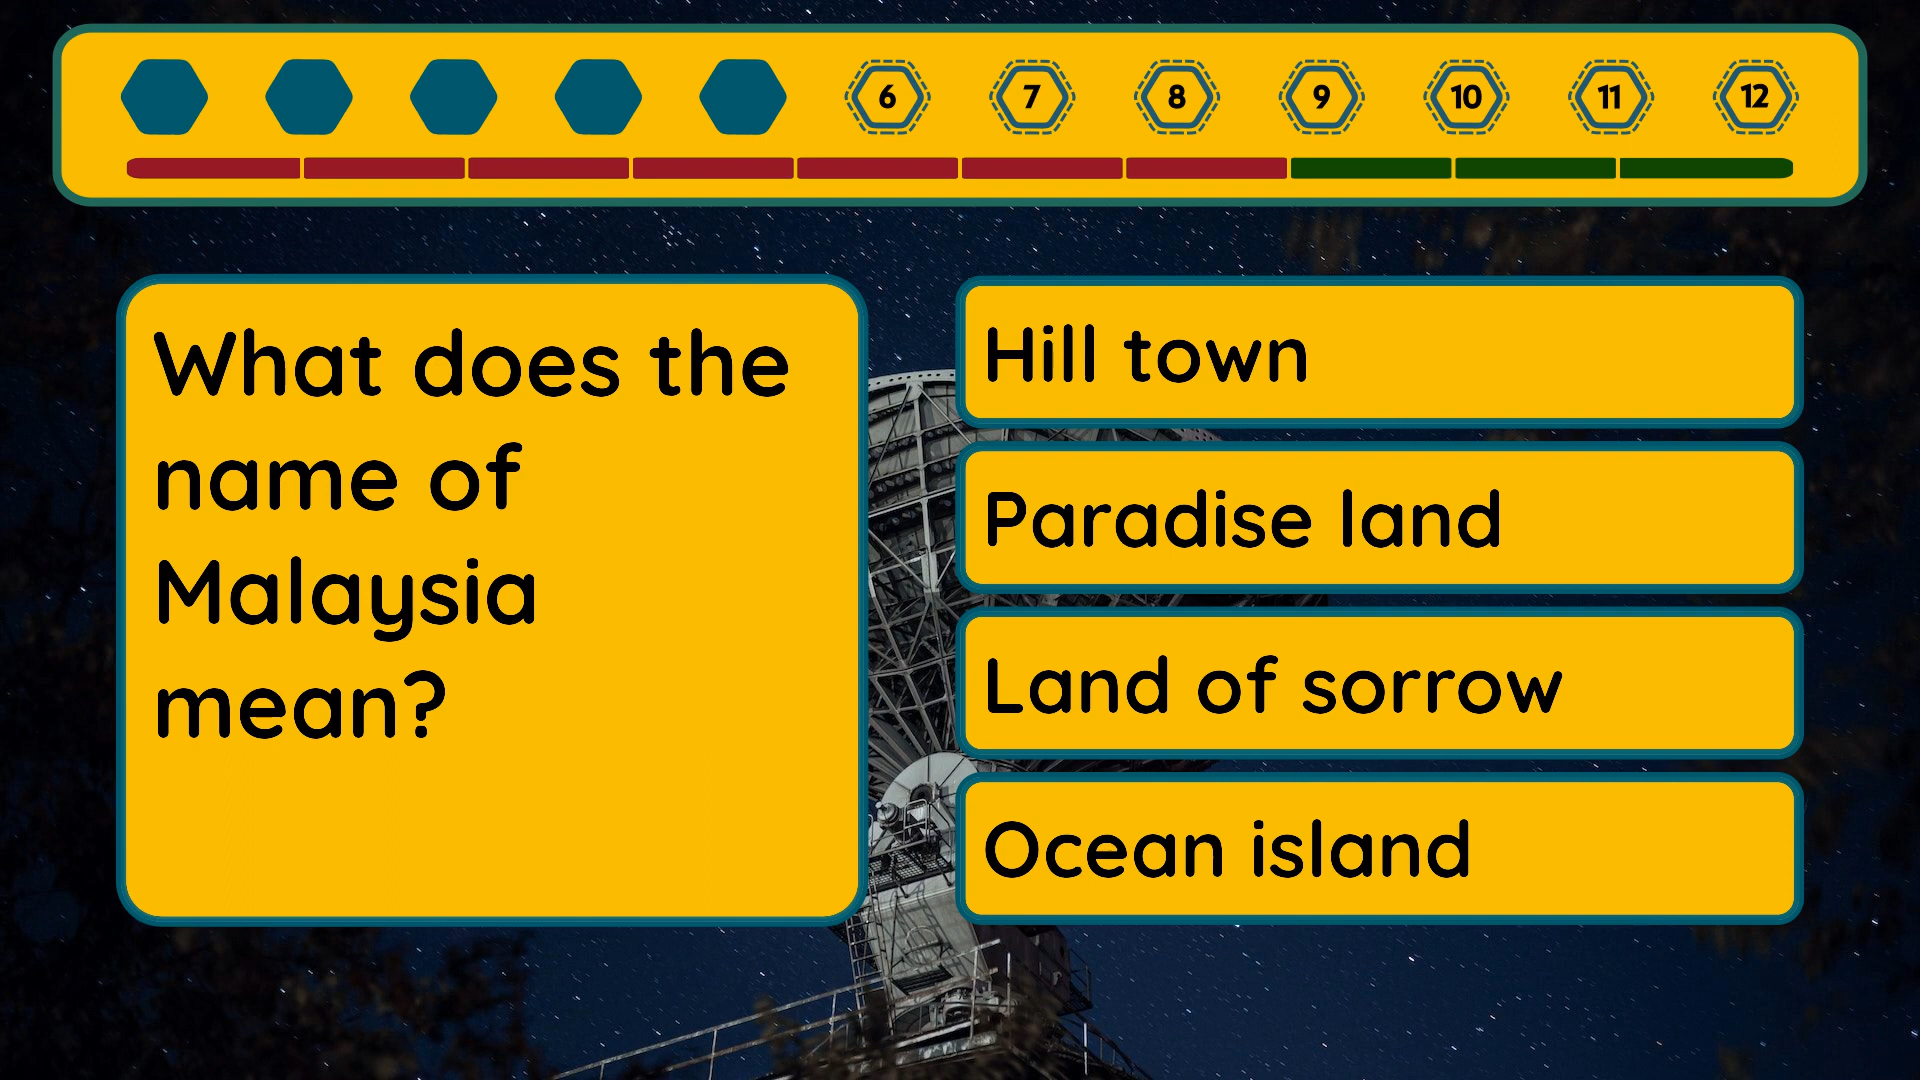 6 7 8 9 10 11 12
What does the
name of
Malaysia
mean?
Hill town
Paradise land
Land of sorrow
Ocean island